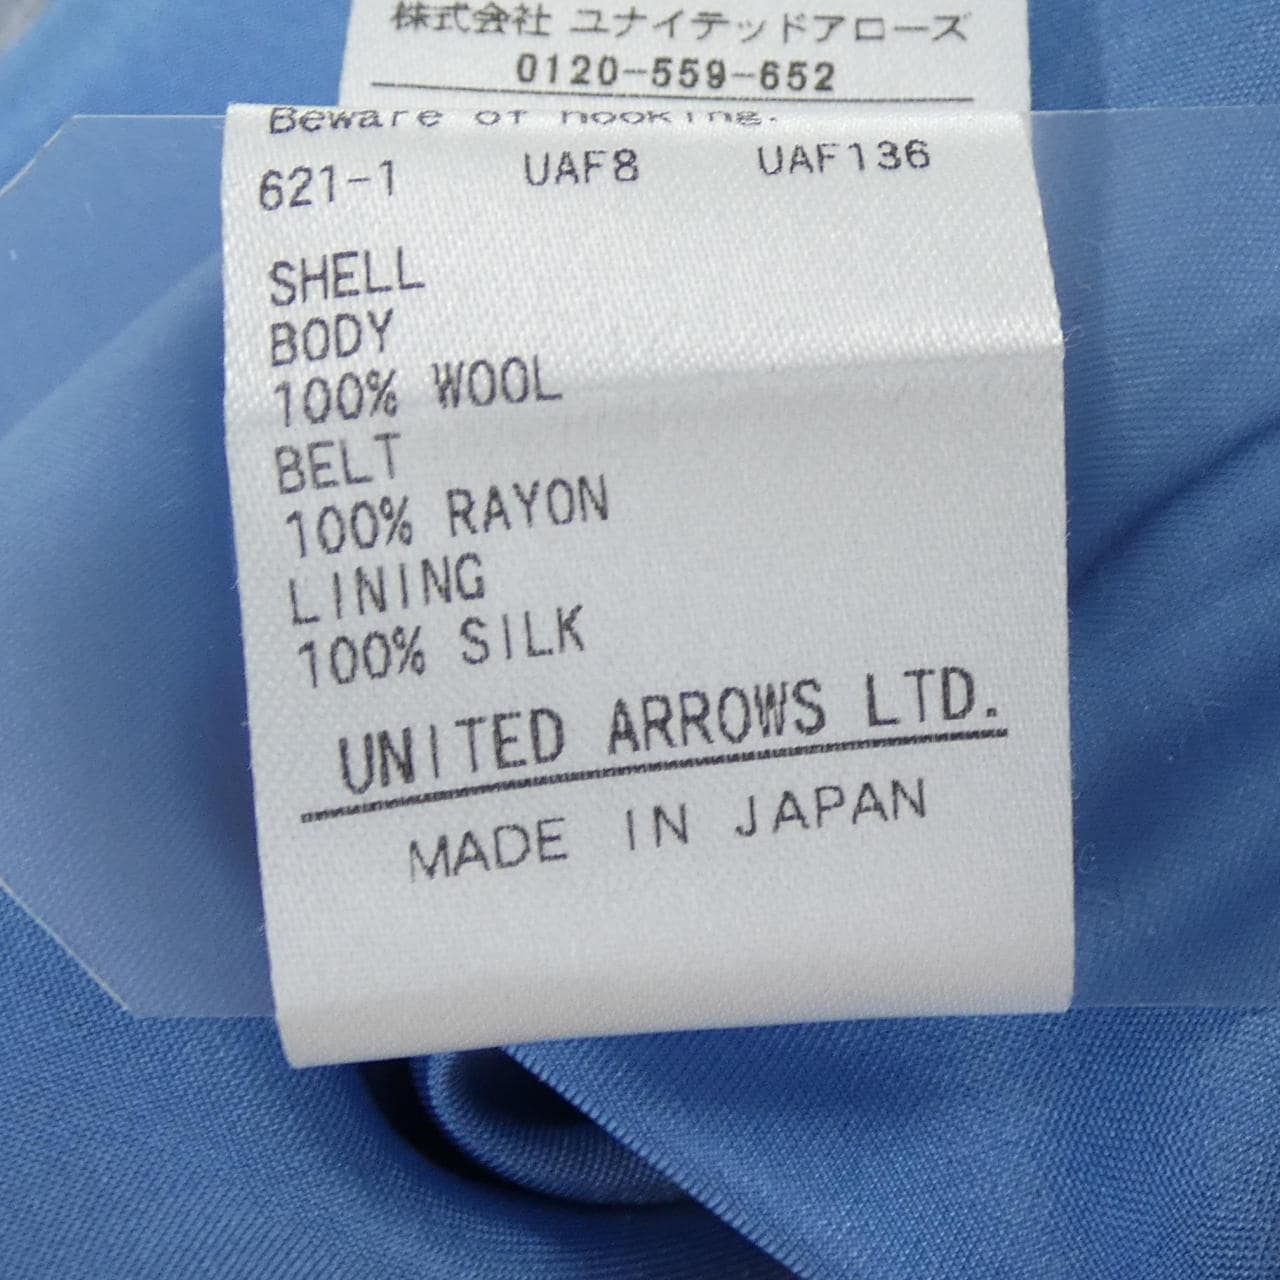 株式会社 ユナイテッドアローズ
0120-559-652
Beware of hooking.
621-1 UAF8 UAF136
SHELL
BODY
100% WOOL
BELT
100% RAYON
LINING
100% SILK
UNITED ARROWS LTD.
MADE IN JAPAN